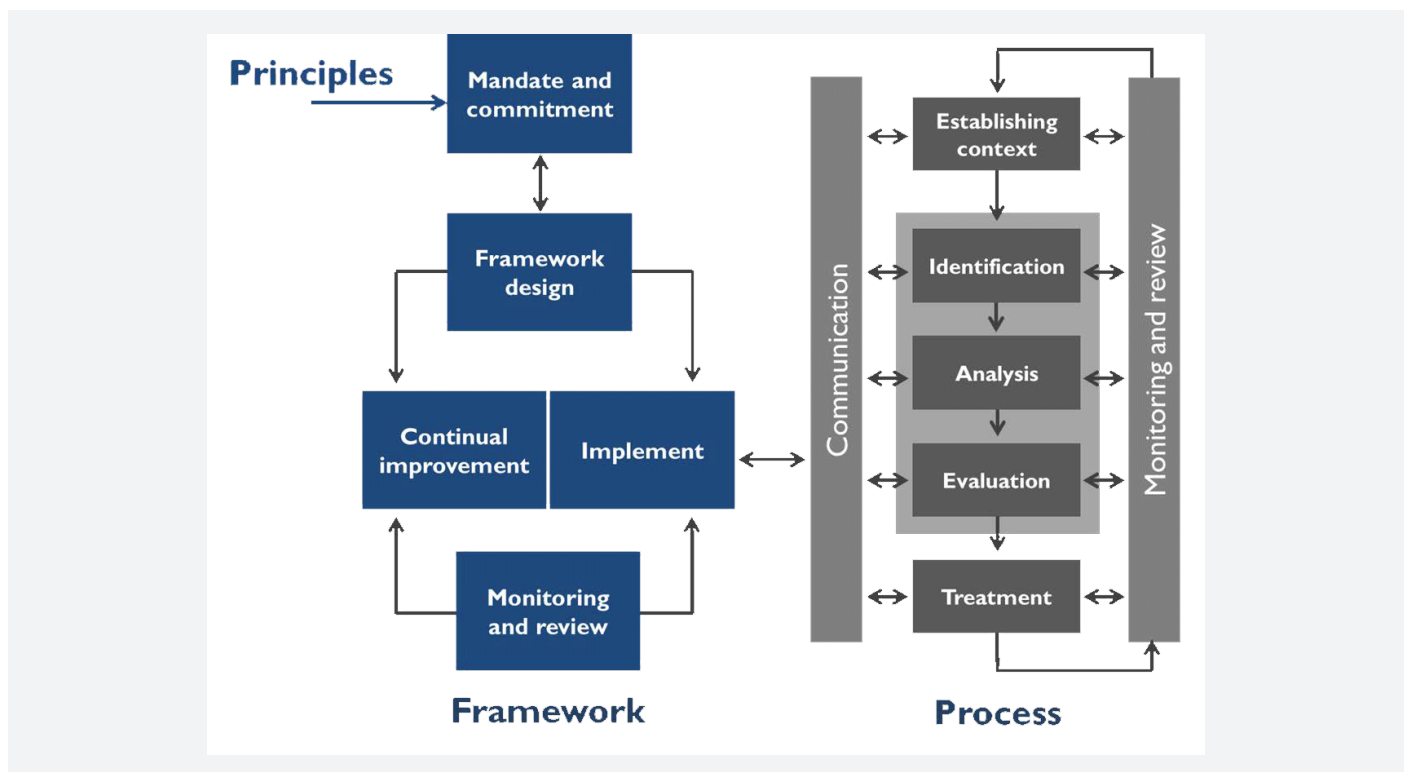 Principles
Mandate and
commitment
Framework
design
Continual
improvement
Implement
Monitoring
and review
Framework
Communication
Establishing
context
Identification
Analysis
Evaluation
Treatment
Monitoring and review
Process